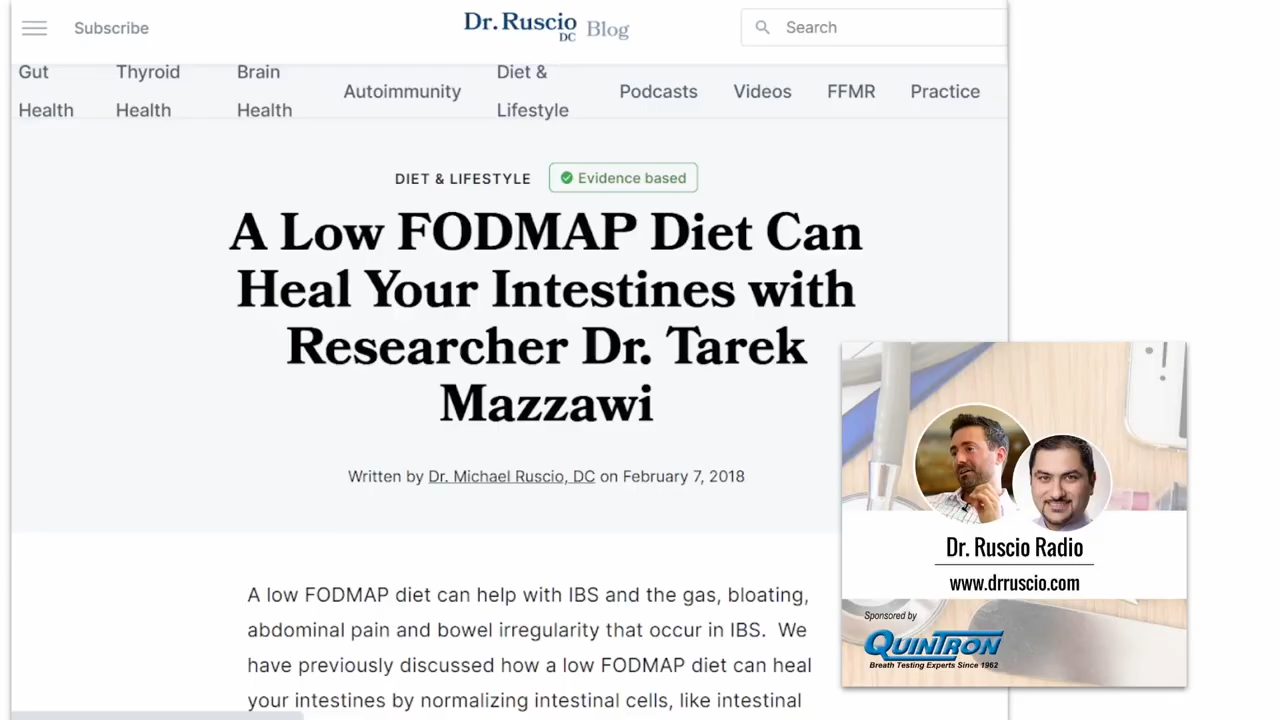 Subscribe
Dr. Ruscio
DC
Blog
Search
Gut
Health
Thyroid
Health
Brain
Health
Autoimmunity
Diet &
Lifestyle
Podcasts
Videos
FFMR
Practice
DIET & LIFESTYLE
Evidence based
A Low FODMAP Diet Can
Heal Your Intestines with
Researcher Dr. Tarek
Mazzawi
Written by Dr. Michael Ruscio, DC on February 7, 2018
A low FODMAP diet can help with IBS and the gas, bloating,
abdominal pain and bowel irregularity that occur in IBS. We
have previously discussed how a low FODMAP diet can heal
your intestines by normalizing intestinal cells, like intestinal
Dr. Ruscio Radio
www.drruscio.com
Sponsored by
QUINTRON
Breath Testing Experts Since 1962